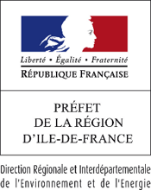 Liberté • Égalité • Fraternité
RÉPUBLIQUE FRANÇAISE
PRÉFET
DE LA RÉGION
D'ILE-DE-FRANCE
Direction Régionale et Interdépartementale
de l'Environnement et de l'Energie